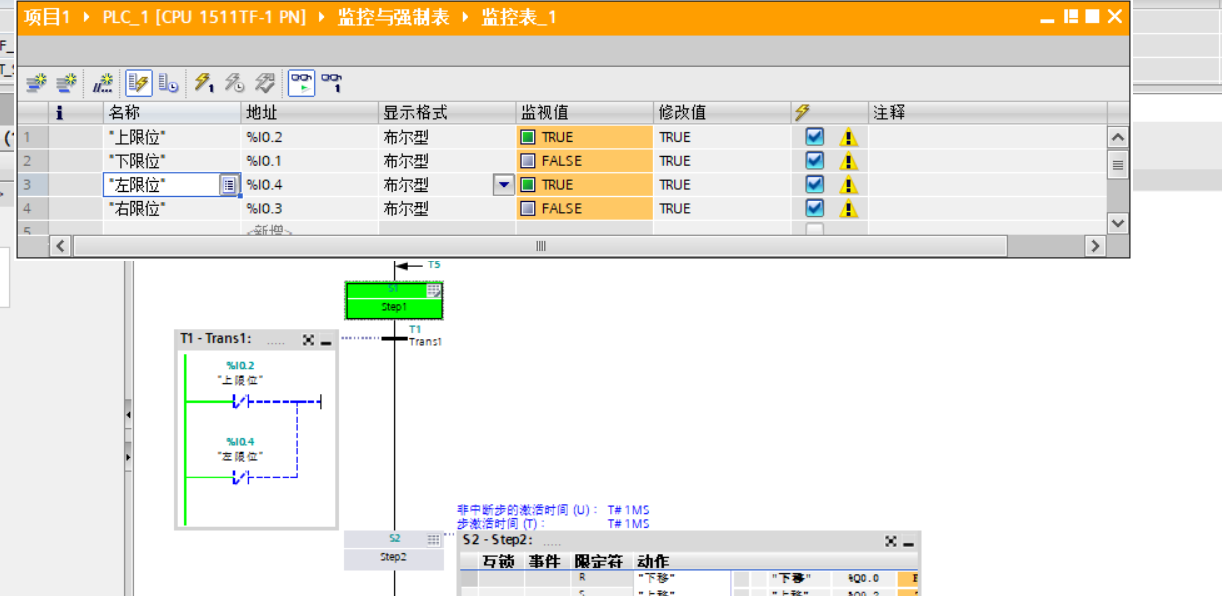 项目1 ▸ PLC_1 [CPU 1511TF-1 PN] ▸ 监控与强制表 ▸ 监控表_1
i 名称 地址 显示格式 监视值 修改值 注释
1 "上限位" %I0.2 布尔型 TRUE TRUE
2 "下限位" %I0.1 布尔型 FALSE TRUE
3 "左限位" %I0.4 布尔型 TRUE TRUE
4 "右限位" %I0.3 布尔型 FALSE TRUE
5 <新增>
T5
S1
Step1
T1
Trans1
T1 - Trans1: .....
%I0.2
"上限位"
%I0.4
"左限位"
非中断步的激活时间 (U)： T#1MS
步激活时间 (T)： T#1MS
S2
Step2
S2 - Step2: .....
互锁 事件 限定符 动作
R "下移" "下移" %Q0.0
S "上移" "上移"